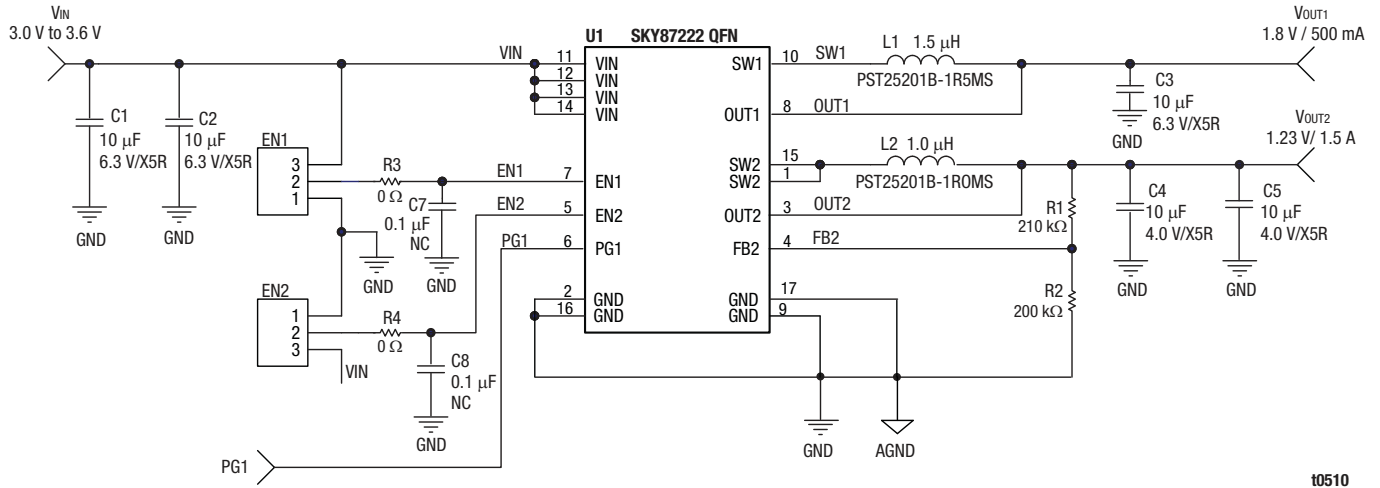 VIN
3.0 V to 3.6 V
C1
10 μF
6.3 V/X5R
GND
C2
10 μF
6.3 V/X5R
GND
EN1
3
2
1
R3
0 Ω
C7
0.1 μF
NC
GND
GND
EN2
1
2
3
R4
0 Ω
VIN
C8
0.1 μF
NC
GND
PG1
VIN
EN1
EN2
PG1
U1 SKY87222 QFN
11 VIN
12 VIN
13 VIN
14 VIN
7 EN1
5 EN2
6 PG1
2 GND
16 GND
SW1 10 SW1
OUT1 8 OUT1
SW2 15
SW2 1
OUT2 3 OUT2
FB2 4 FB2
GND 17
GND 9
L1 1.5 μH
PST25201B-1R5MS
L2 1.0 μH
PST25201B-1ROMS
VOUT1
1.8 V / 500 mA
C3
10 μF
6.3 V/X5R
GND
VOUT2
1.23 V/ 1.5 A
R1
210 kΩ
R2
200 kΩ
C4
10 μF
4.0 V/X5R
GND
C5
10 μF
4.0 V/X5R
GND
GND
AGND
t0510